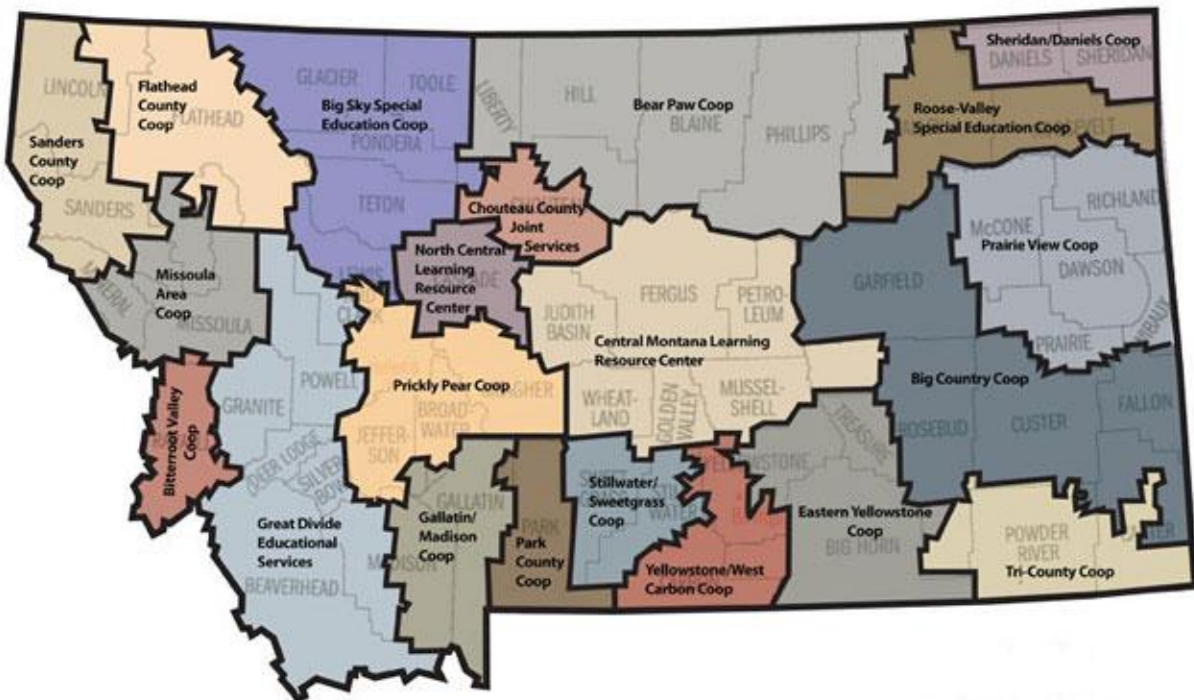 Sheridan/Daniels Coop
DANIELS
SHERIDAN
LINCOLN
Flathead
County
Coop
FLATHEAD
GLACIER
TOOLE
Big Sky Special
Education Coop
PONDERA
LIBERTY
HILL
Bear Paw Coop
BLAINE
PHILLIPS
Roose-Valley
Special Education Coop
Sanders
County
Coop
SANDERS
TETON
Chouteau County
Joint
Services
North Central
Learning
Resource
Center
McCONE
RICHLAND
Prairie View Coop
DAWSON
PRAIRIE
Missoula
Area
Coop
MISSOULA
GARFIELD
FERGUS
PETRO-
LEUM
JUDITH
BASIN
Central Montana Learning
Resource Center
POWELL
Prickly Pear Coop
GRANITE
BROAD-
WATER
JEFFER-
SON
WHEAT-
LAND
GOLDEN
VALLEY
MUSSEL-
SHELL
TREASURE
Big Country Coop
ROSEBUD
CUSTER
FALLON
Bitterroot Valley
Coop
DEER LODGE
SILVER
BOW
GALLATIN
Stillwater/
Sweetgrass
Coop
Great Divide
Educational
Services
Gallatin/
Madison
Coop
MADISON
BEAVERHEAD
PARK
Park
County
Coop
Yellowstone/West
Carbon Coop
Eastern Yellowstone
Coop
BIG HORN
POWDER
RIVER
Tri-County Coop